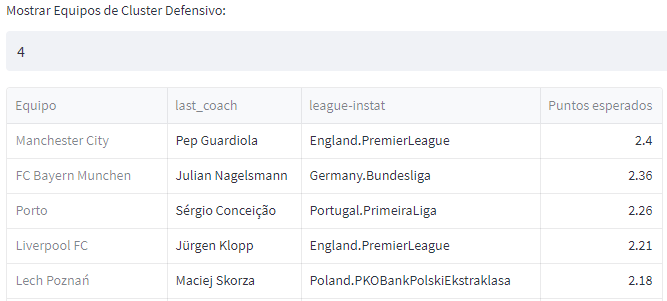 Mostrar Equipos de Cluster Defensivo:
4
Equipo last_coach league-instat Puntos esperados
Manchester City Pep Guardiola England.PremierLeague 2.4
FC Bayern Munchen Julian Nagelsmann Germany.Bundesliga 2.36
Porto Sérgio Conceição Portugal.PrimeiraLiga 2.26
Liverpool FC Jürgen Klopp England.PremierLeague 2.21
Lech Poznań Maciej Skorza Poland.PKOBankPolskiEkstraklasa 2.18